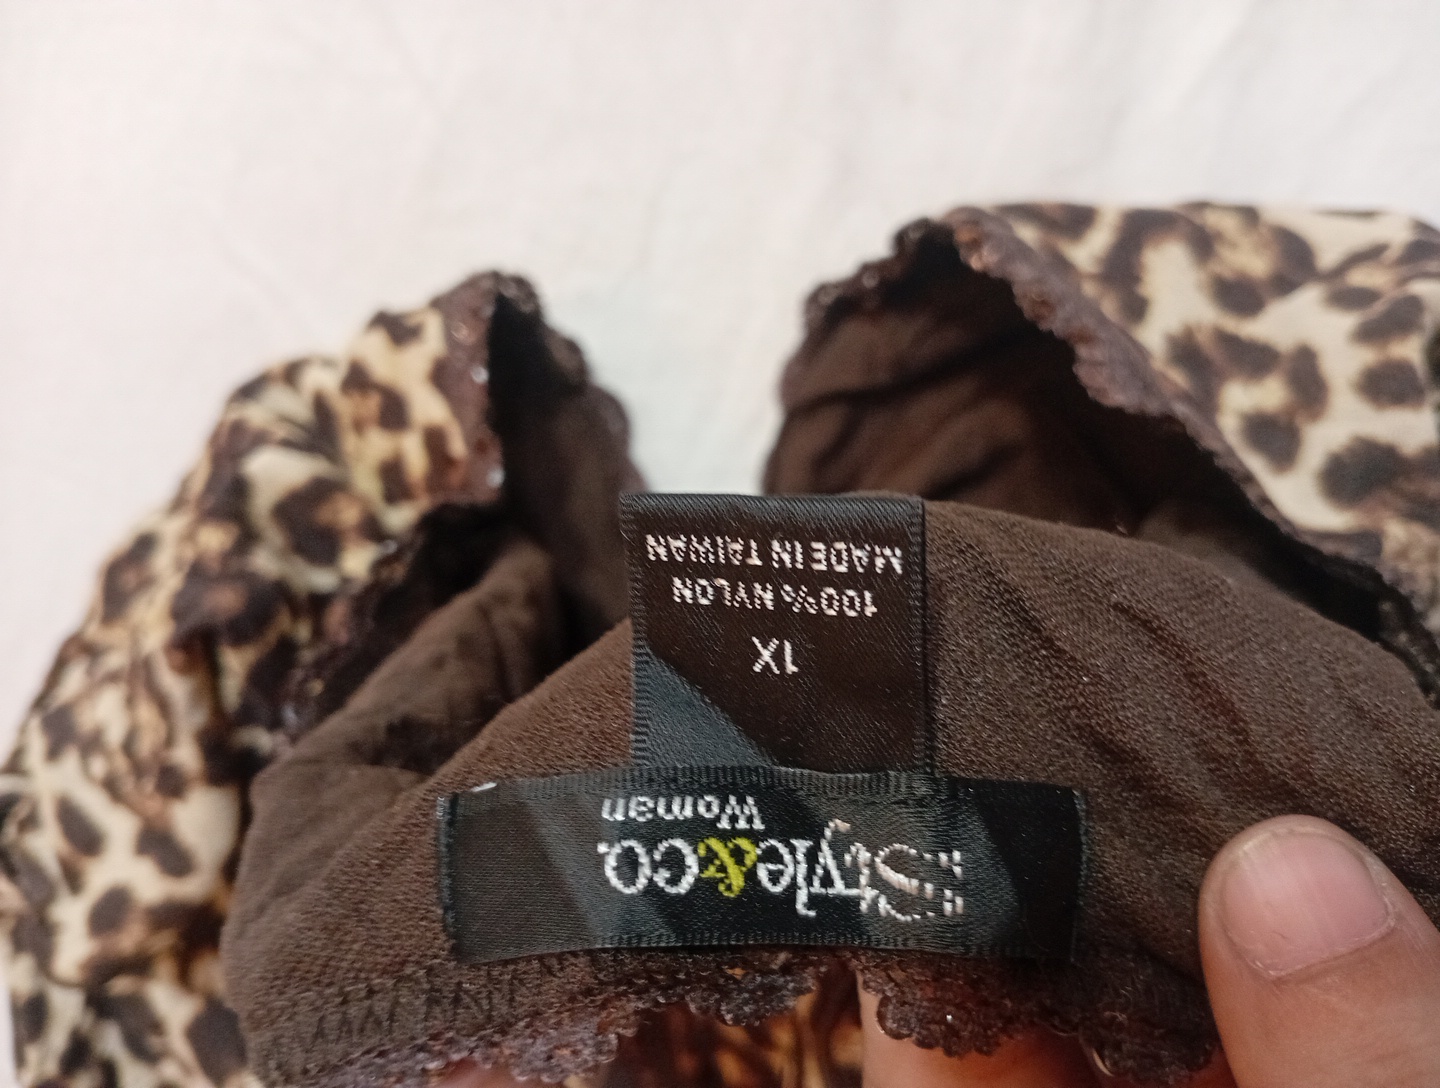 Style&co.
Woman
1X
100% NYLON
MADE IN TAIWAN